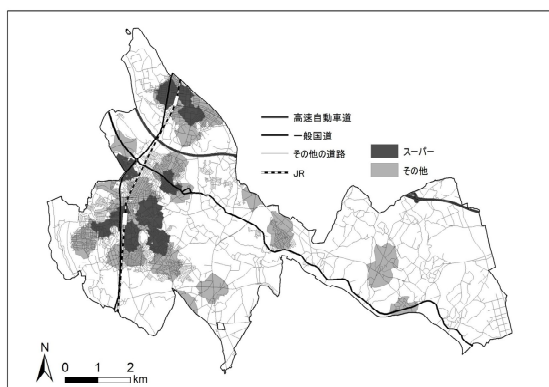 高速自動車道
一般国道
その他の道路
JR
スーパー
その他
N
0 1 2
km